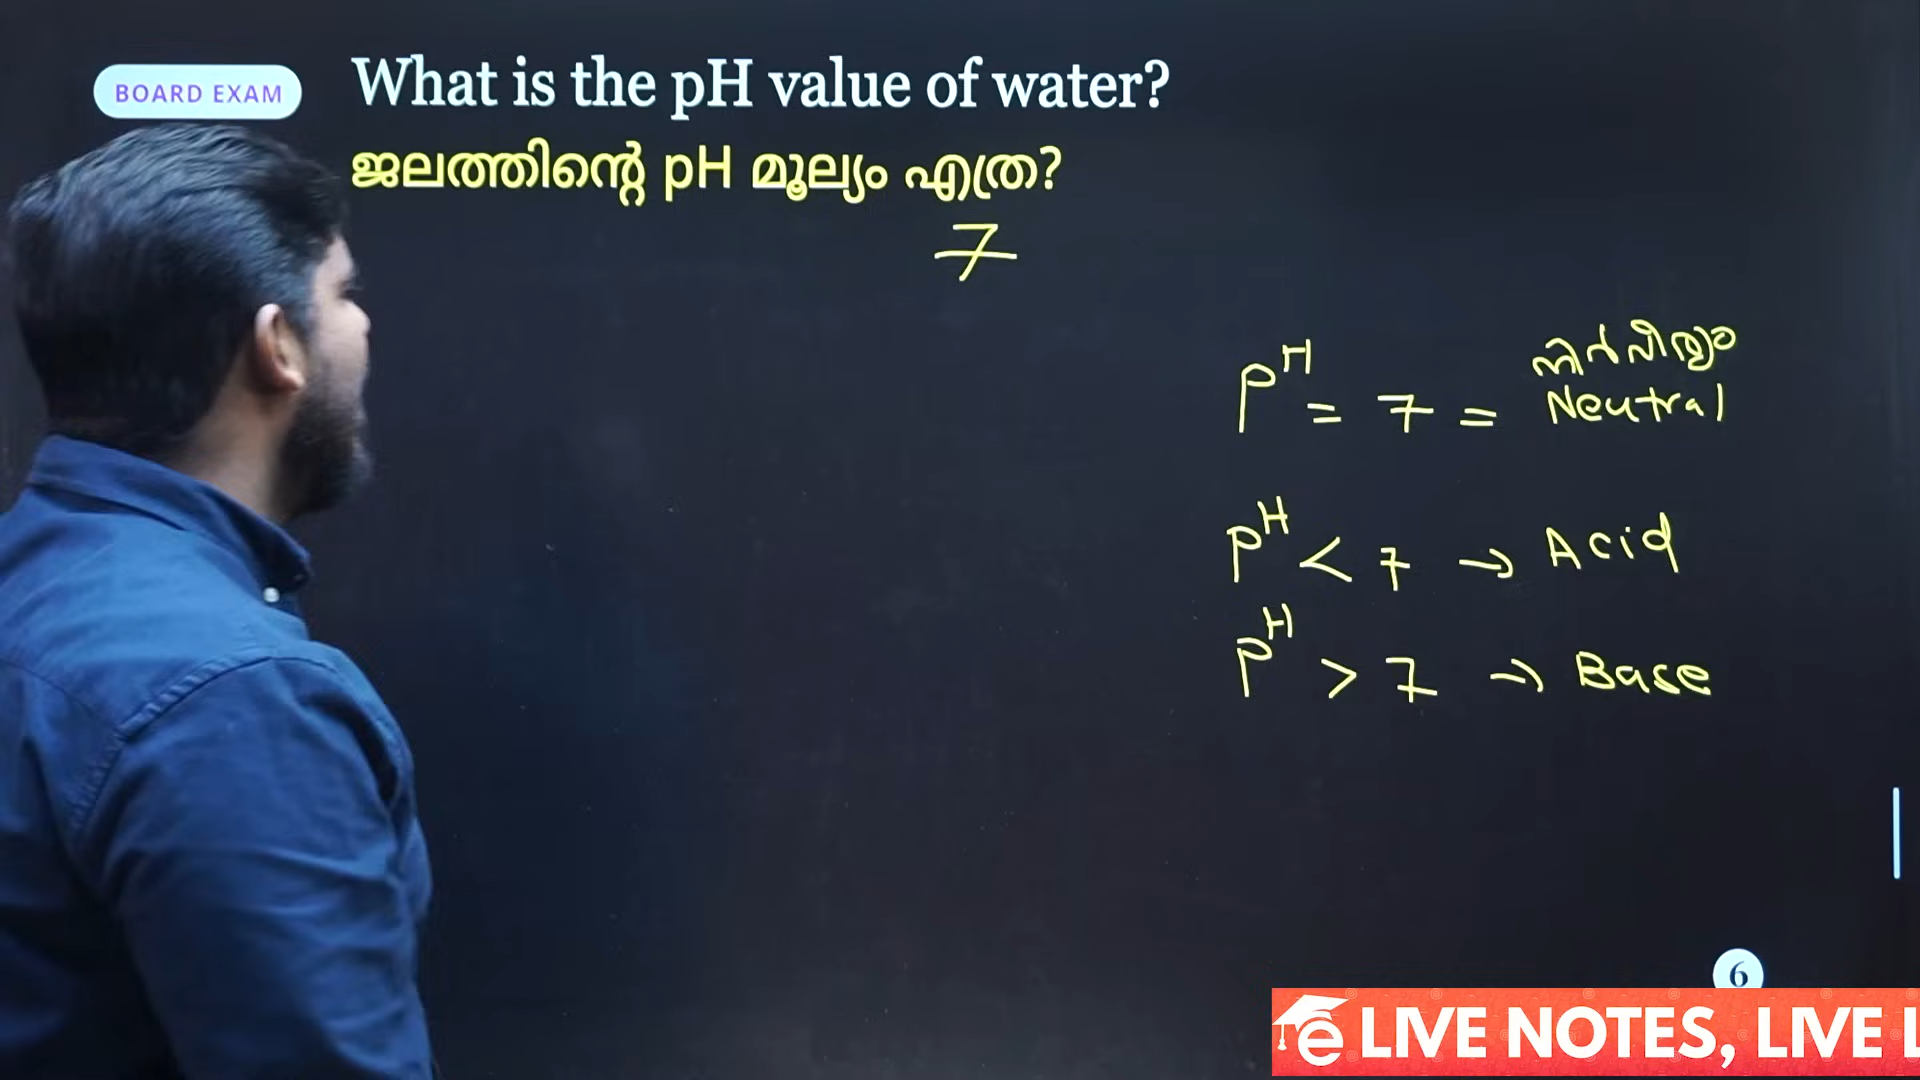 BOARD EXAM
What is the pH value of water?
ജലത്തിന്റെ pH മൂല്യം എത്ര?
7
നിർവീര്യം
pH = 7 = Neutral
pH < 7 → Acid
pH > 7 → Base
6
e LIVE NOTES, LIVE L